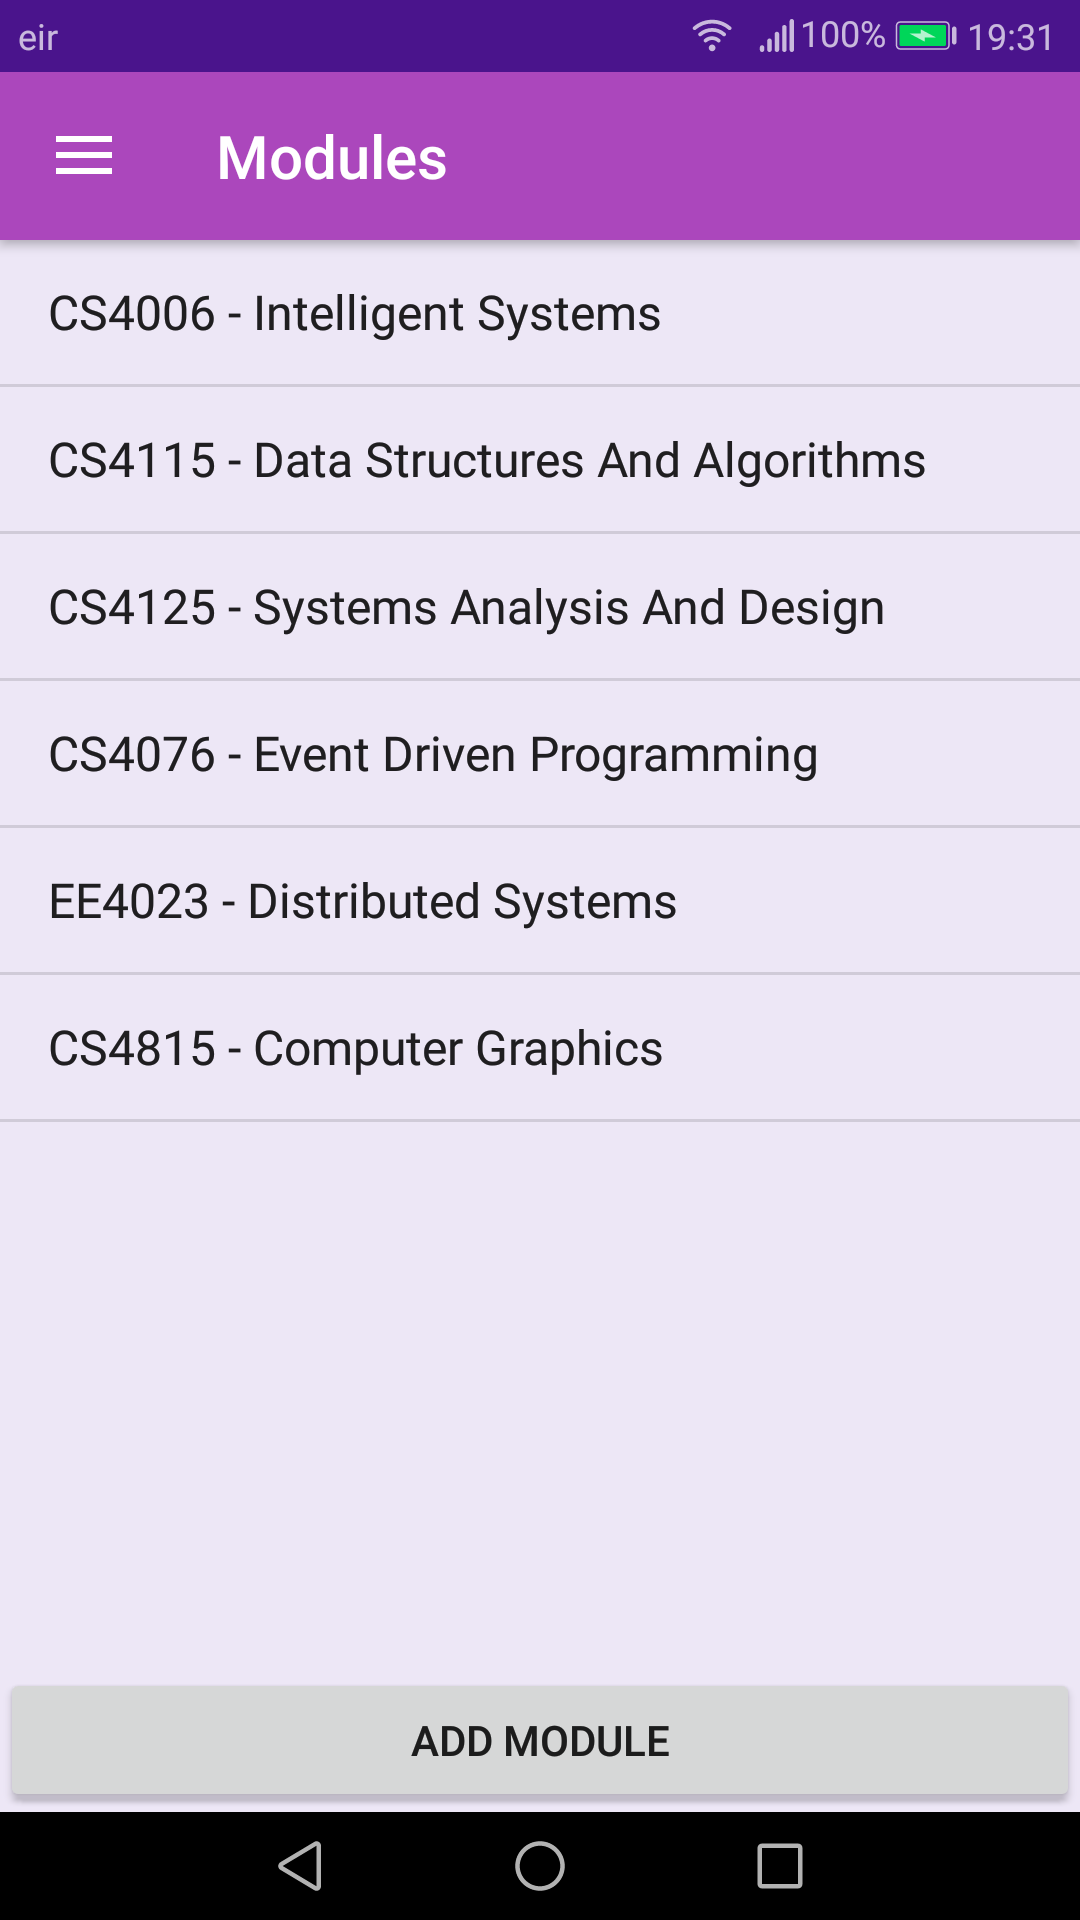 eir 100% 19:31
Modules
CS4006 - Intelligent Systems
CS4115 - Data Structures And Algorithms
CS4125 - Systems Analysis And Design
CS4076 - Event Driven Programming
EE4023 - Distributed Systems
CS4815 - Computer Graphics
ADD MODULE